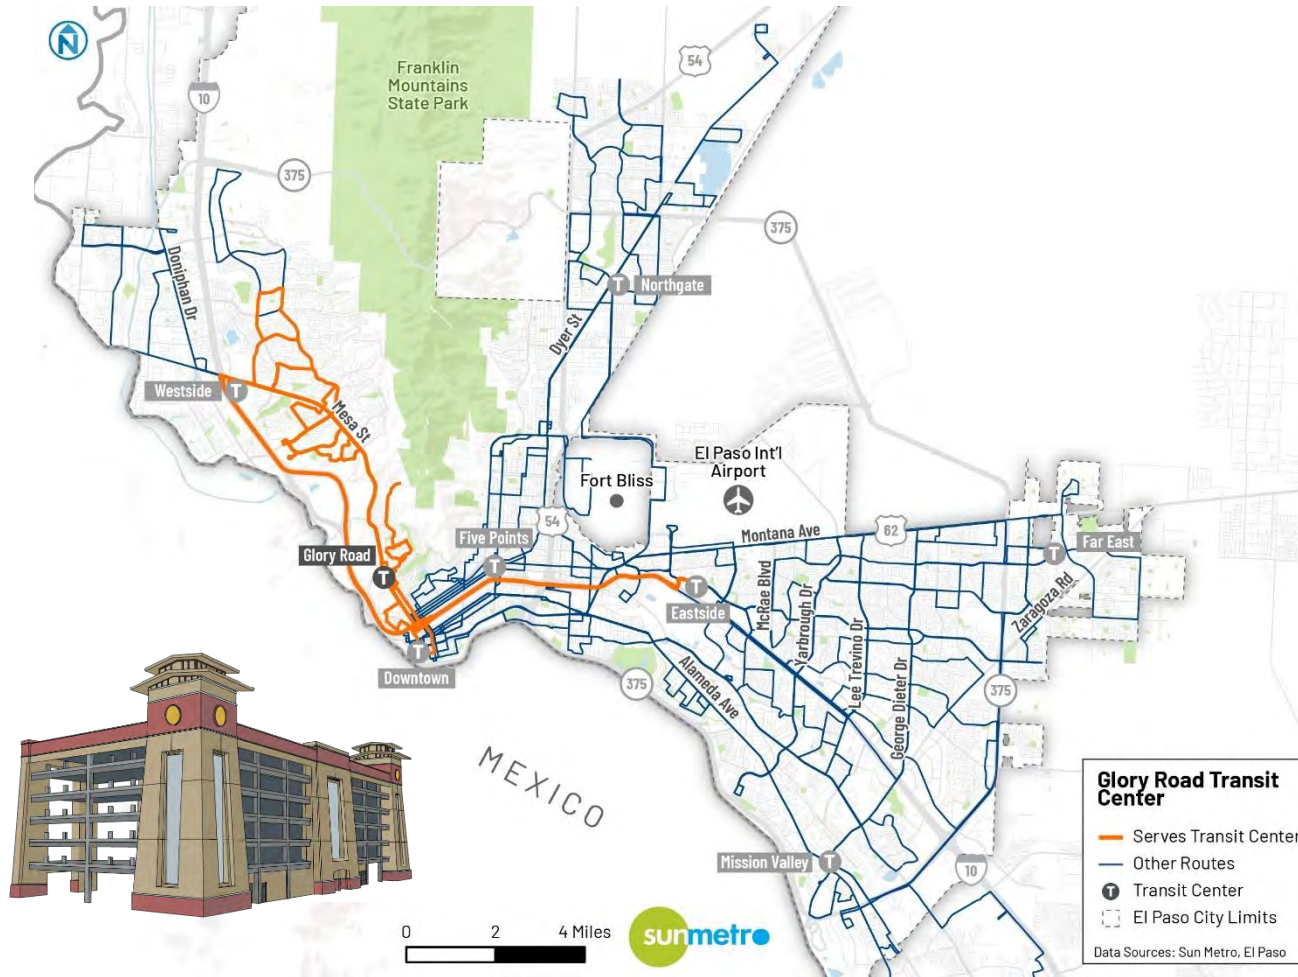 N
Franklin
Mountains
State Park
54
10
375
375
Doniphan Dr
Northgate
Dyer St
Westside
Mesa St
El Paso Int'l
Airport
Fort Bliss
54
Five Points
Montana Ave
62
Far East
Glory Road
Eastside
McRae Blvd
Yarbrough Dr
Zaragoza Rd
Lee Trevino Dr
George Dieter Dr
Downtown
375
Alameda Ave
375
MEXICO
Mission Valley
10
Glory Road Transit
Center
Serves Transit Center
Other Routes
T Transit Center
El Paso City Limits
Data Sources: Sun Metro, El Paso
0 2 4 Miles
sunmetro
T
T
T
T
T
T
T
T